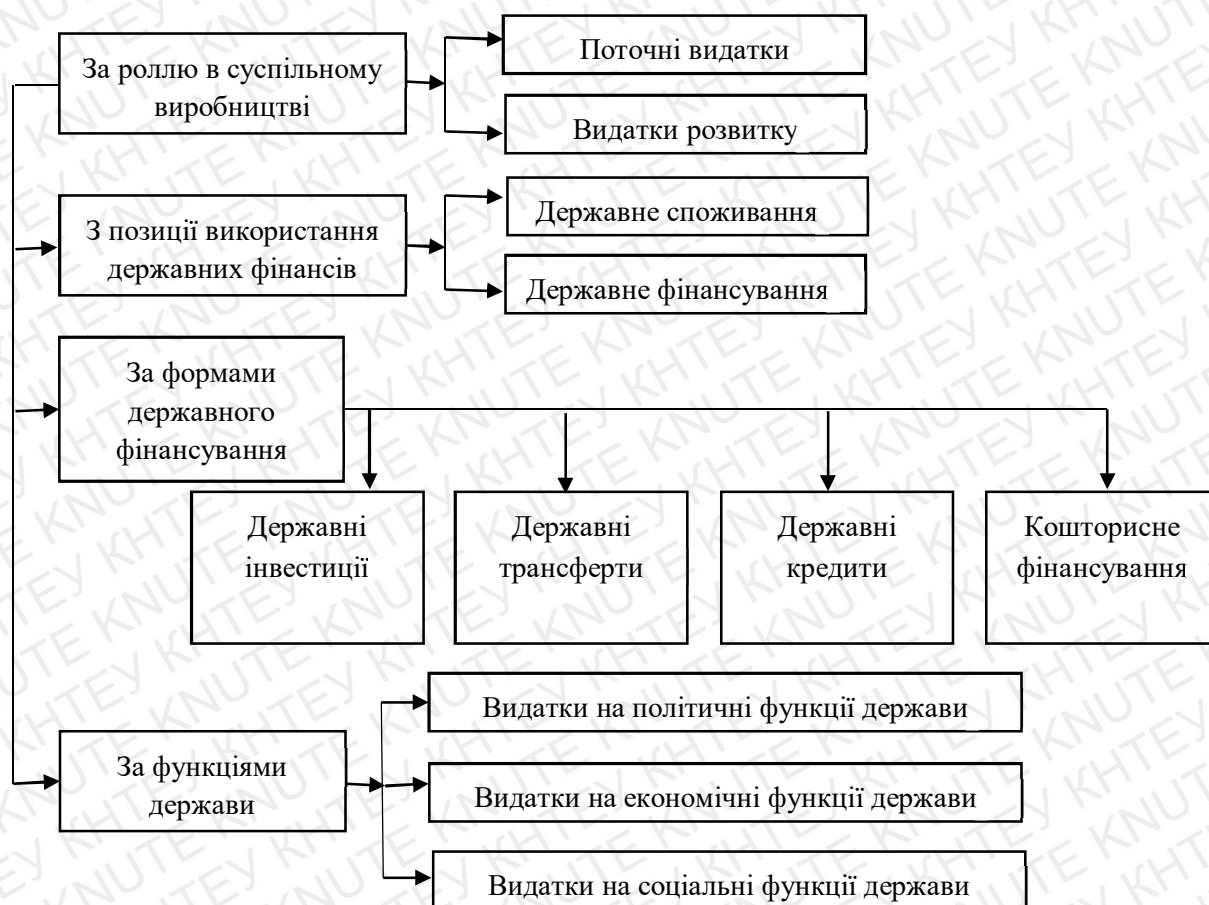 За роллю в суспільному
виробництві
Поточні видатки
Видатки розвитку
З позиції використання
державних фінансів
Державне споживання
Державне фінансування
За формами
державного
фінансування
Державні
інвестиції
Державні
трансферти
Державні
кредити
Кошторисне
фінансування
За функціями
держави
Видатки на політичні функції держави
Видатки на економічні функції держави
Видатки на соціальні функції держави